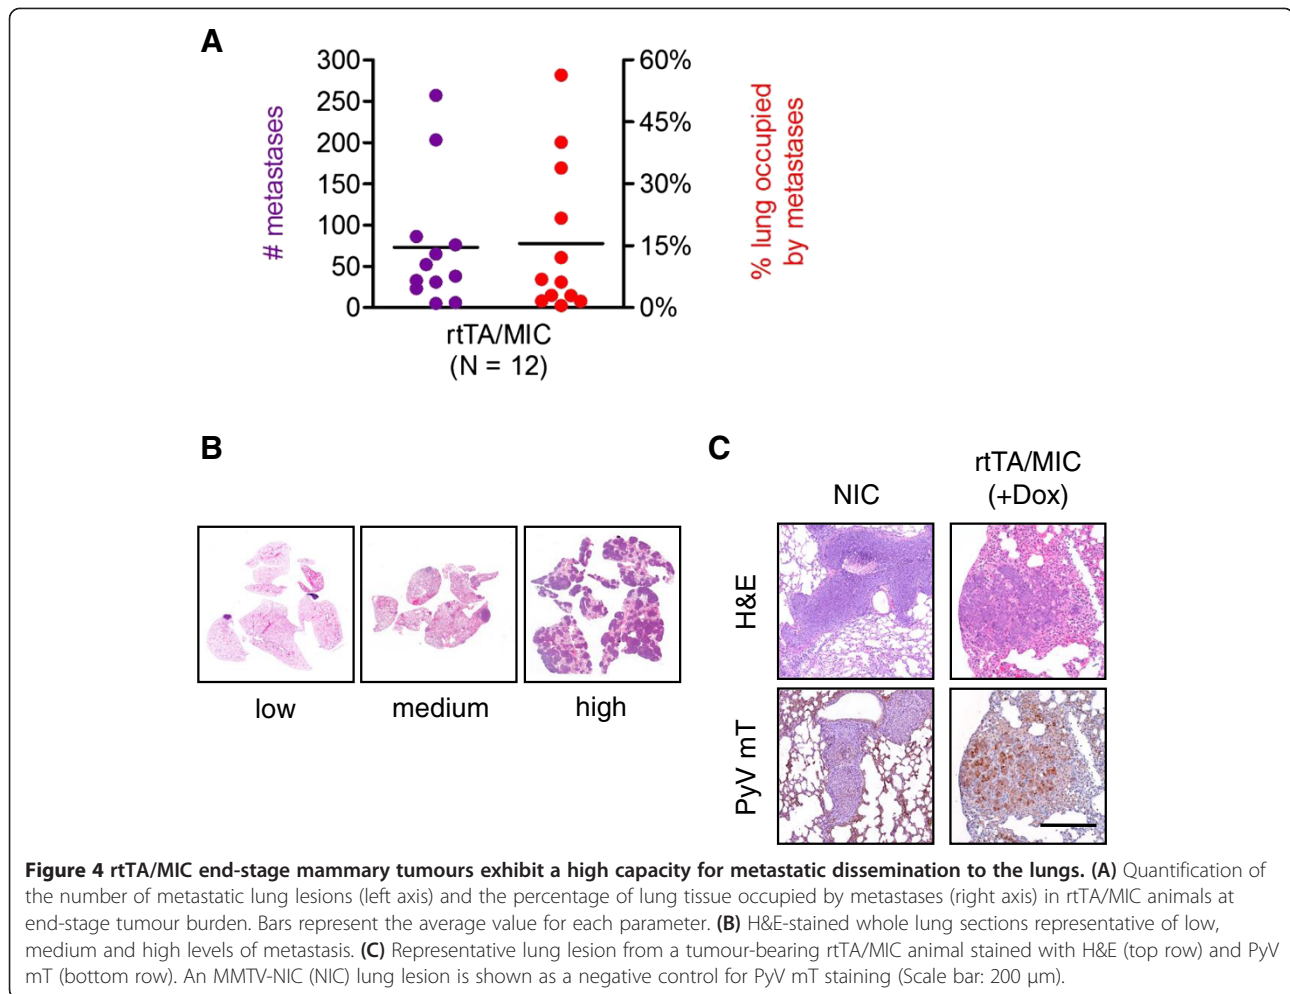 A
300
250
200
150
100
50
0
# metastases
60%
45%
30%
15%
0%
% lung occupied
by metastases
rtTA/MIC
(N = 12)
B
low
medium
high
C
NIC
rtTA/MIC
(+Dox)
H&E
PyV mT
Figure 4 rtTA/MIC end-stage mammary tumours exhibit a high capacity for metastatic dissemination to the lungs. (A) Quantification of
the number of metastatic lung lesions (left axis) and the percentage of lung tissue occupied by metastases (right axis) in rtTA/MIC animals at
end-stage tumour burden. Bars represent the average value for each parameter. (B) H&E-stained whole lung sections representative of low,
medium and high levels of metastasis. (C) Representative lung lesion from a tumour-bearing rtTA/MIC animal stained with H&E (top row) and PyV
mT (bottom row). An MMTV-NIC (NIC) lung lesion is shown as a negative control for PyV mT staining (Scale bar: 200 μm).